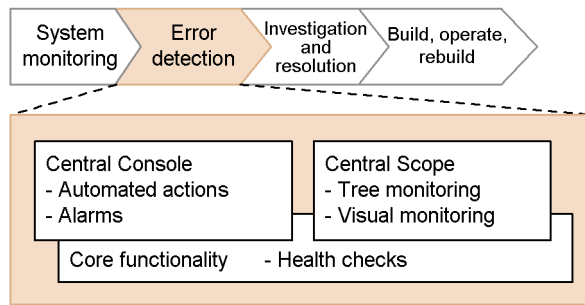 System
monitoring
Error
detection
Investigation
and
resolution
Build, operate,
rebuild
Central Console
- Automated actions
- Alarms
Central Scope
- Tree monitoring
- Visual monitoring
Core functionality - Health checks